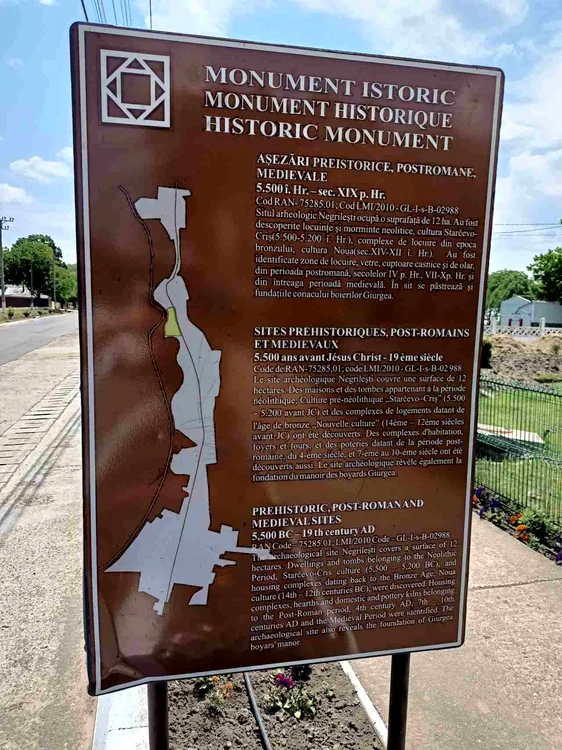 MONUMENT ISTORIC
MONUMENT HISTORIQUE
HISTORIC MONUMENT
AȘEZĂRI PREISTORICE, POSTROMANE,
MEDIEVALE
5.500 î. Hr. – sec. XIX p. Hr.
Cod RAN- 75285.01; Cod LMI/2010 - GL-I-s-B-02988
Situl arheologic Negrilești ocupă o suprafață de 12 ha. Au fost
descoperite locuințe și morminte neolitice, cultura Starčevo-
Criș(5.500-5.200 î. Hr.), complexe de locuire din epoca
bronzului, cultura Noua(sec.XIV-XII î. Hr.). Au fost
identificate zone de locuire, vetre, cuptoare casnice și de olar,
din perioada postromană, secolelor IV p. Hr., VII-Xp. Hr. și
din întreaga perioadă medievală. În sit se păstrează și
fundațiile conacului boierilor Giurgea.
SITES PREHISTORIQUES, POST-ROMAINS
ET MEDIEVAUX
5.500 ans avant Jésus Christ - 19 ème siècle
Code de RAN-75285.01; code LMI/2010 - GL-I-s-B-02 988
Le site archéologique Negrilești couvre une surface de 12
hectares. Des maisons et des tombes appartenant à la période
néolithique, Culture pré-néolithique „Starčevo–Criș” (5.500
– 5.200 avant JC) et des complexes de logements datant de
l'âge de bronze „Nouvelle culture” (14ème – 12ème siècles
avant JC) ont été découverts. Des complexes d'habitation,
foyers et fours, et des poteries datant de la période post-
romaine, du 4-eme siècle, et 7-ème au 10-eme siècle ont été
découverts aussi. Le site archéologique révèle également la
fondation du manoir des boyards Giurgea.
PREHISTORIC, POST-ROMAN AND
MEDIEVAL SITES
5,500 BC – 19 th century AD
RAN Code – 75285.01; LMI/2010 Code - GL-I-s-B-02988
The archaeological site Negrilești covers a surface of 12
hectares. Dwellings and tombs belonging to the Neolithic
Period, Starčevo-Criș culture (5,500 – 5,200 BC), and
housing complexes dating back to the Bronze Age, Noua
culture (14th – 12th centuries BC), were discovered. Housing
complexes, hearths and domestic and pottery kilns belonging
to the Post-Roman period, 4th century AD, 7th – 10th
centuries AD and the Medieval Period were identified. The
archaeological site also reveals the foundation of Giurgea
boyars' manor.